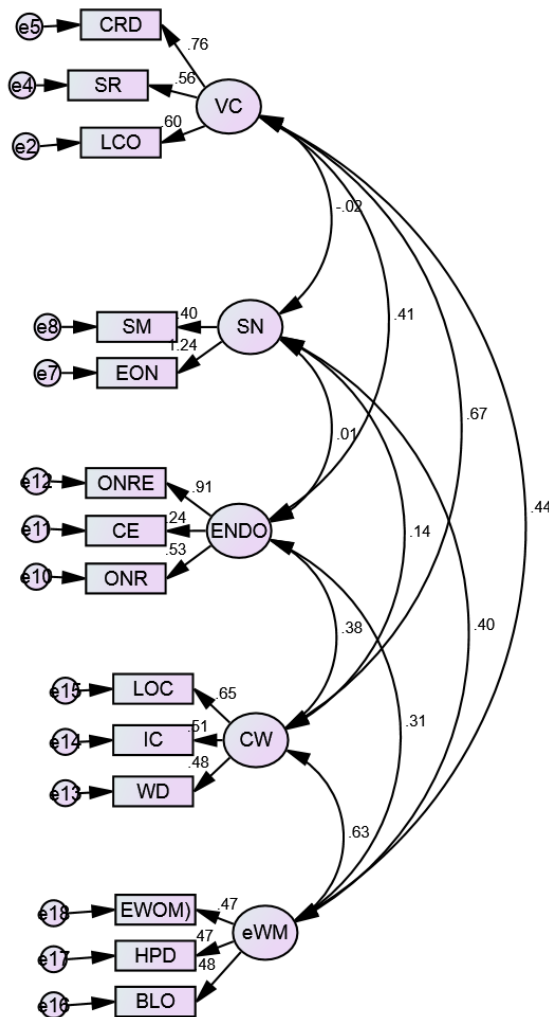 e5
CRD
.76
e4
SR
.56
VC
e2
LCO
.60
-.02
.41
e8
SM
.40
SN
e7
EON
1.24
.67
.01
e12
ONRE
.91
.44
e11
CE
.24
ENDO
.14
e10
ONR
.53
.38
.40
e15
LOC
.65
.31
e14
IC
.51
CW
e13
WD
.48
.63
e18
EWOM)
.47
e17
HPD
.47
eWM
e16
BLO
.48